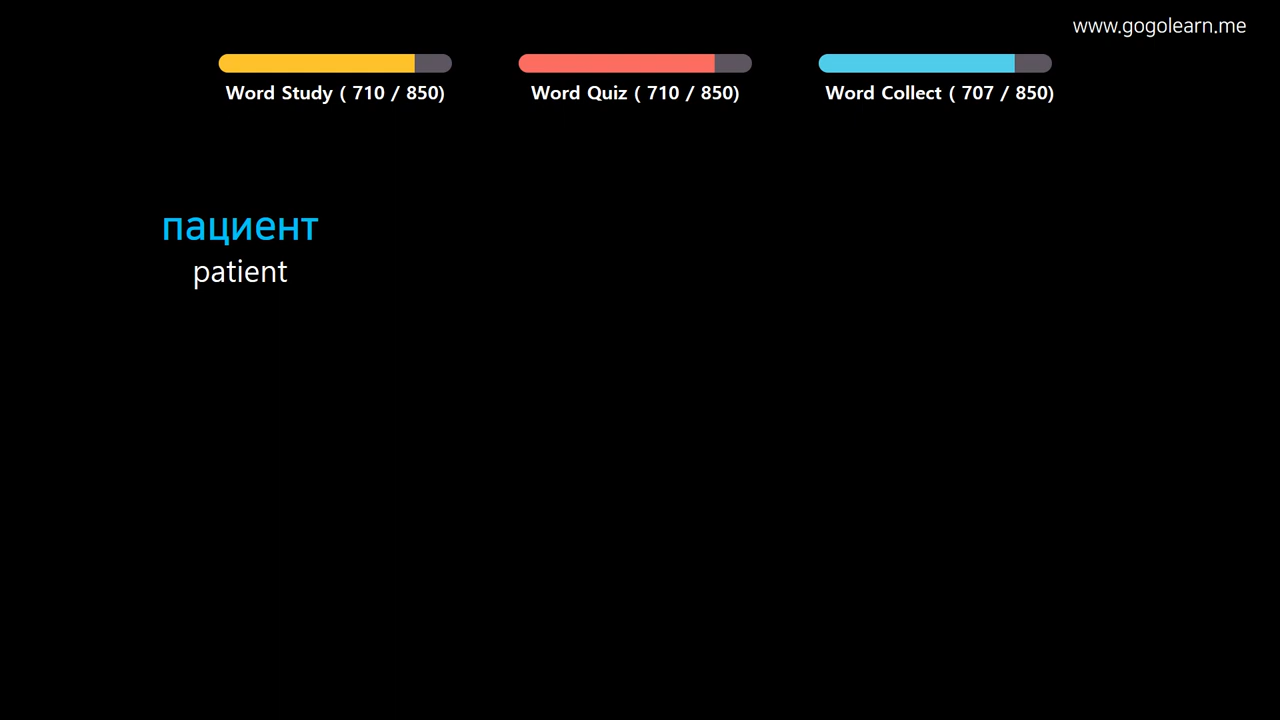 www.gogolearn.me
Word Study ( 710 / 850)
Word Quiz ( 710 / 850)
Word Collect ( 707 / 850)
пациент
patient